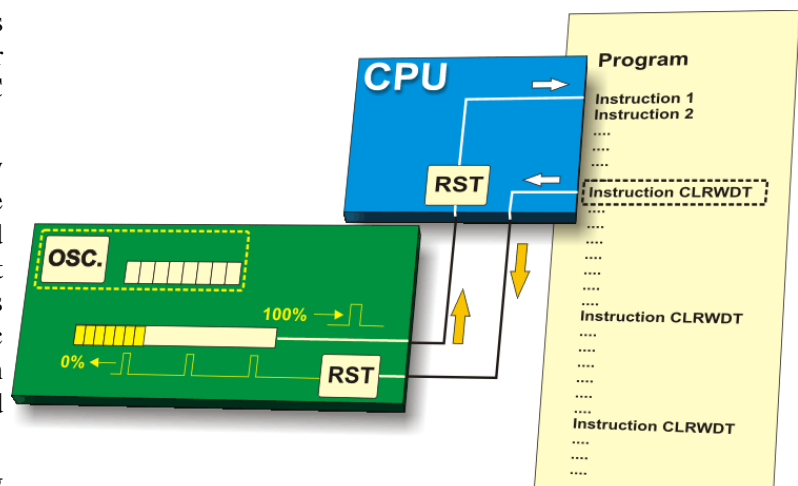 CPU
RST
OSC.
100%
0%
RST
Program
Instruction 1
Instruction 2
....
....
....
Instruction CLRWDT
....
....
....
....
....
....
Instruction CLRWDT
....
....
....
....
....
Instruction CLRWDT
....
....
....